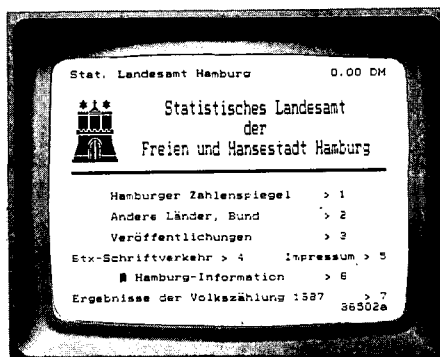 Stat. Landesamt Hamburg 0.00 DM
Statistisches Landesamt
der
Freien und Hansestadt Hamburg
Hamburger Zahlenspiegel > 1
Andere Länder, Bund > 2
Veröffentlichungen > 3
Btx-Schriftverkehr > 4 Impressum > 5
Hamburg-Information > 6
Ergebnisse der Volkszählung 1987 > 7
36502a